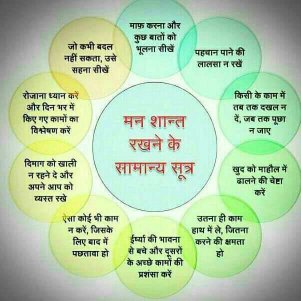 माफ़ करना और
कुछ बातों को
भूलना सीखें
पहचान पाने की
लालसा न रखें
किसी के काम में
तब तक दखल न
दें, जब तक पूछा
न जाए
खुद को माहौल में
ढालने की चेष्टा
करें
उतना ही काम
हाथ में ले, जितना
करने की क्षमता
हो
ईर्ष्या की भावना
से बचे और दूसरों
के अच्छे कामों की
प्रशंसा करें
ऐसा कोई भी काम
न करें, जिसके
लिए बाद में
पछतावा हो
दिमाग को खाली
न रहने दे और
अपने आप को
व्यस्त रखे
रोजाना ध्यान करें
और दिन भर में
किए गए कामों का
विश्लेषण करें
जो कभी बदल
नहीं सकता, उसे
सहना सीखें
मन शान्त
रखने के
सामान्य सूत्र